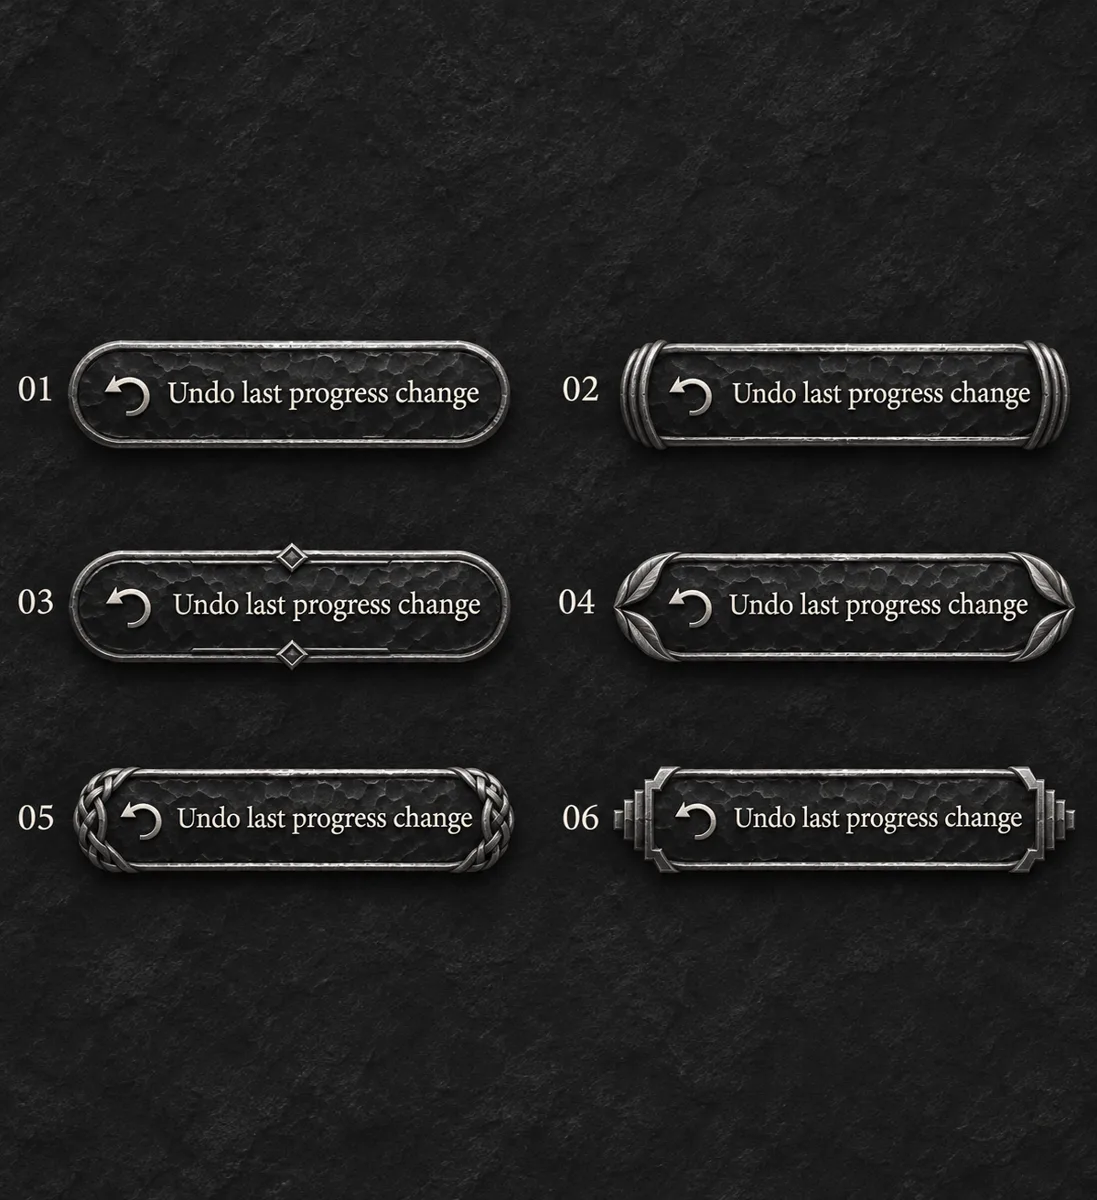 01 Undo last progress change
02 Undo last progress change
03 Undo last progress change
04 Undo last progress change
05 Undo last progress change
06 Undo last progress change